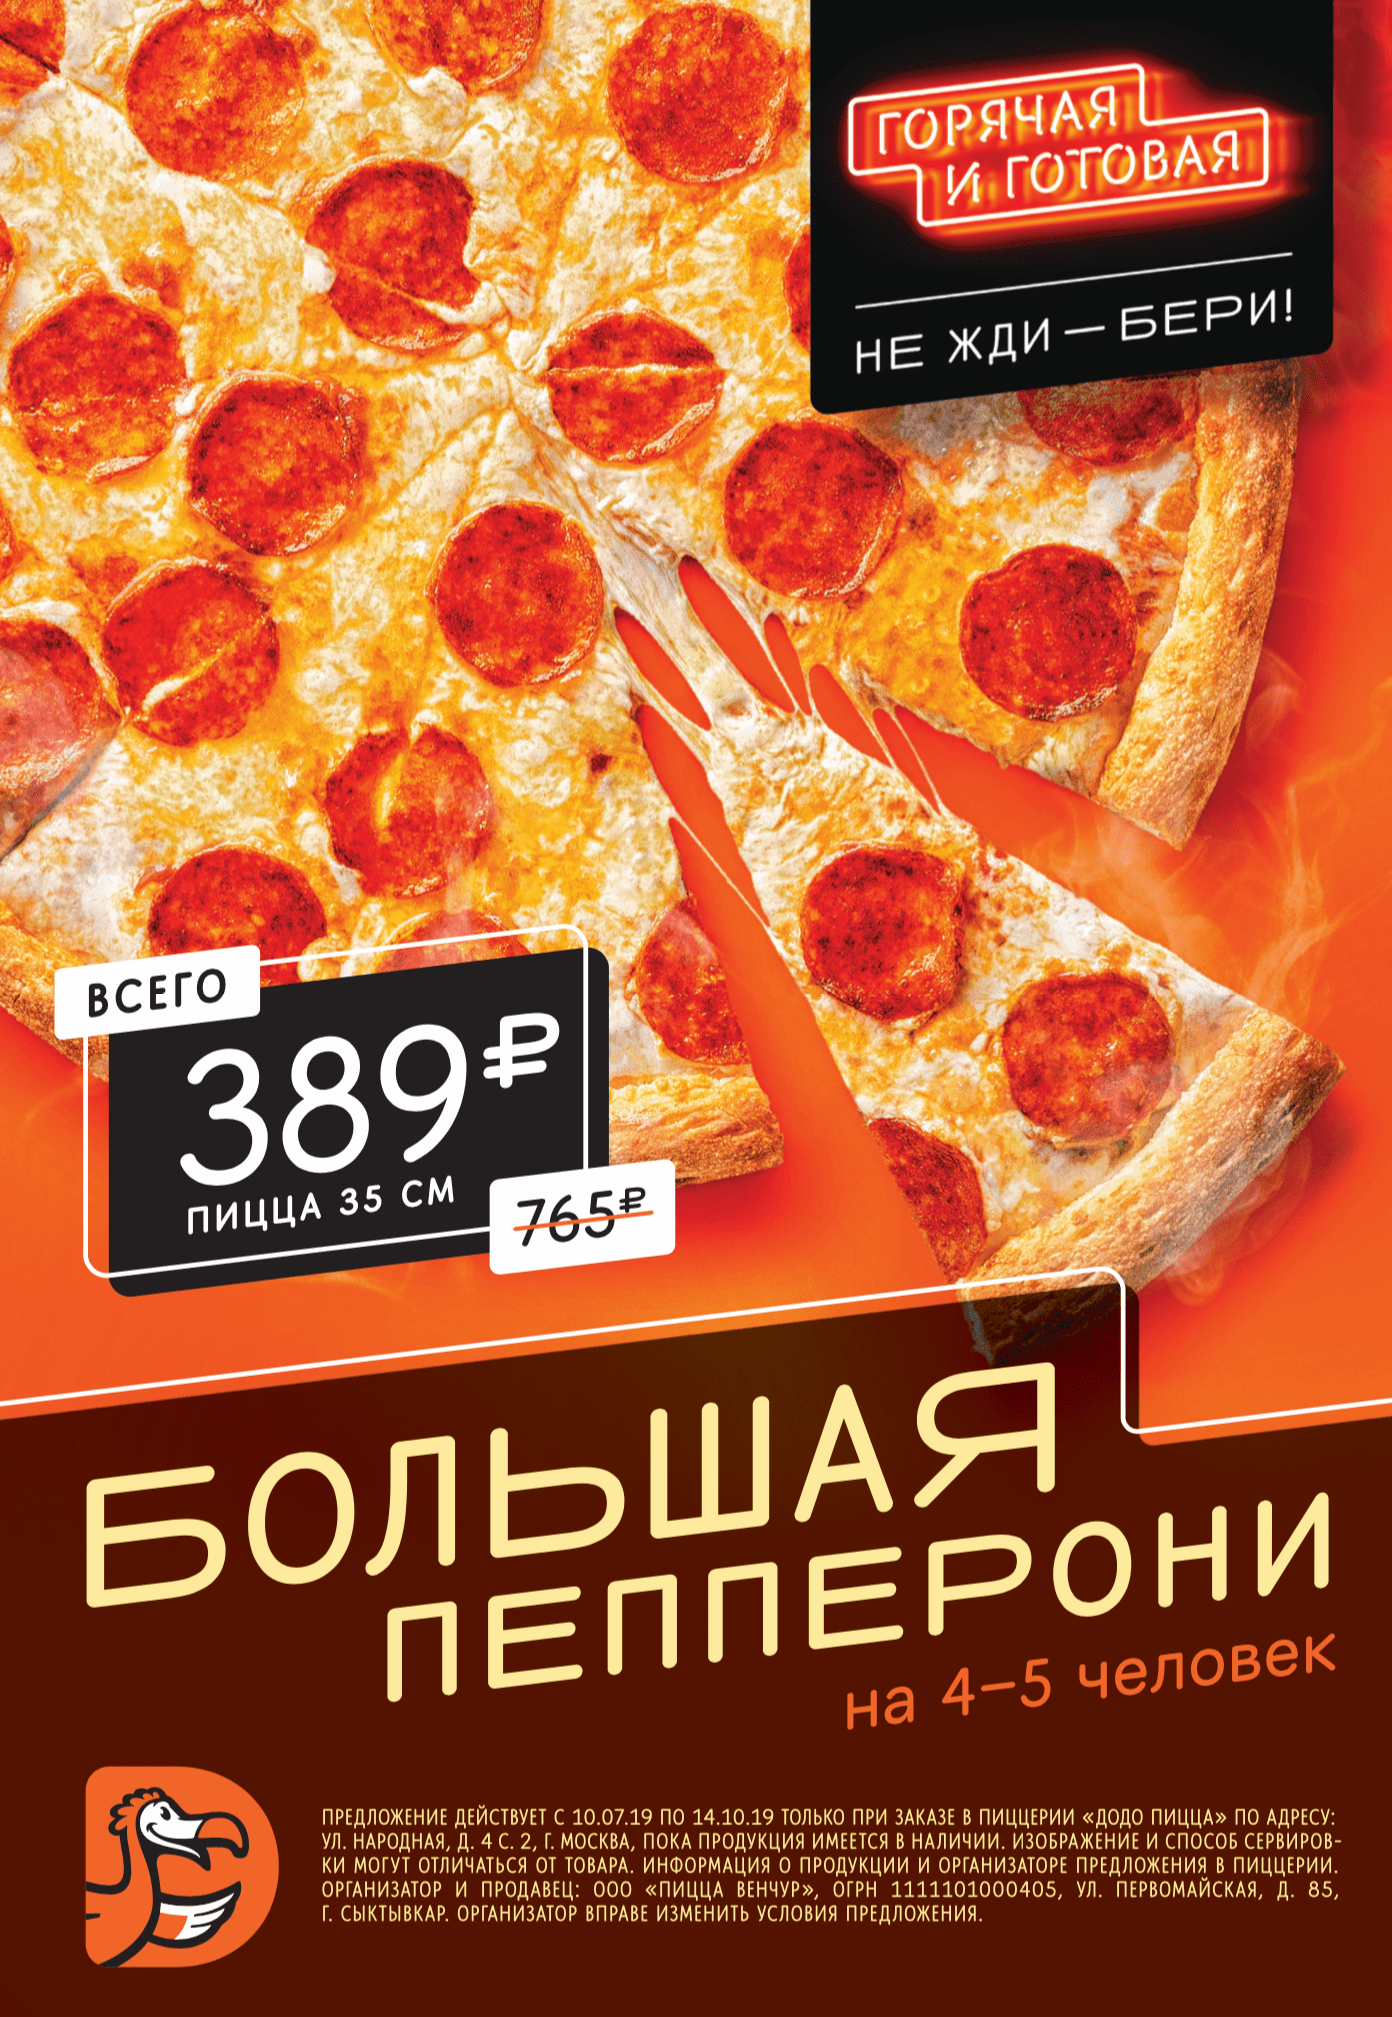 ГОРЯЧАЯ
И ГОТОВАЯ
НЕ ЖДИ — БЕРИ!
ВСЕГО
389₽
ПИЦЦА 35 СМ
765₽
БОЛЬШАЯ
ПЕППЕРОНИ
на 4–5 человек
ПРЕДЛОЖЕНИЕ ДЕЙСТВУЕТ С 10.07.19 ПО 14.10.19 ТОЛЬКО ПРИ ЗАКАЗЕ В ПИЦЦЕРИИ «ДОДО ПИЦЦА» ПО АДРЕСУ:
УЛ. НАРОДНАЯ, Д. 4 С. 2, Г. МОСКВА, ПОКА ПРОДУКЦИЯ ИМЕЕТСЯ В НАЛИЧИИ. ИЗОБРАЖЕНИЕ И СПОСОБ СЕРВИРОВ-
КИ МОГУТ ОТЛИЧАТЬСЯ ОТ ТОВАРА. ИНФОРМАЦИЯ О ПРОДУКЦИИ И ОРГАНИЗАТОРЕ ПРЕДЛОЖЕНИЯ В ПИЦЦЕРИИ.
ОРГАНИЗАТОР И ПРОДАВЕЦ: ООО «ПИЦЦА ВЕНЧУР», ОГРН 1111101000405, УЛ. ПЕРВОМАЙСКАЯ, Д. 85,
Г. СЫКТЫВКАР. ОРГАНИЗАТОР ВПРАВЕ ИЗМЕНИТЬ УСЛОВИЯ ПРЕДЛОЖЕНИЯ.